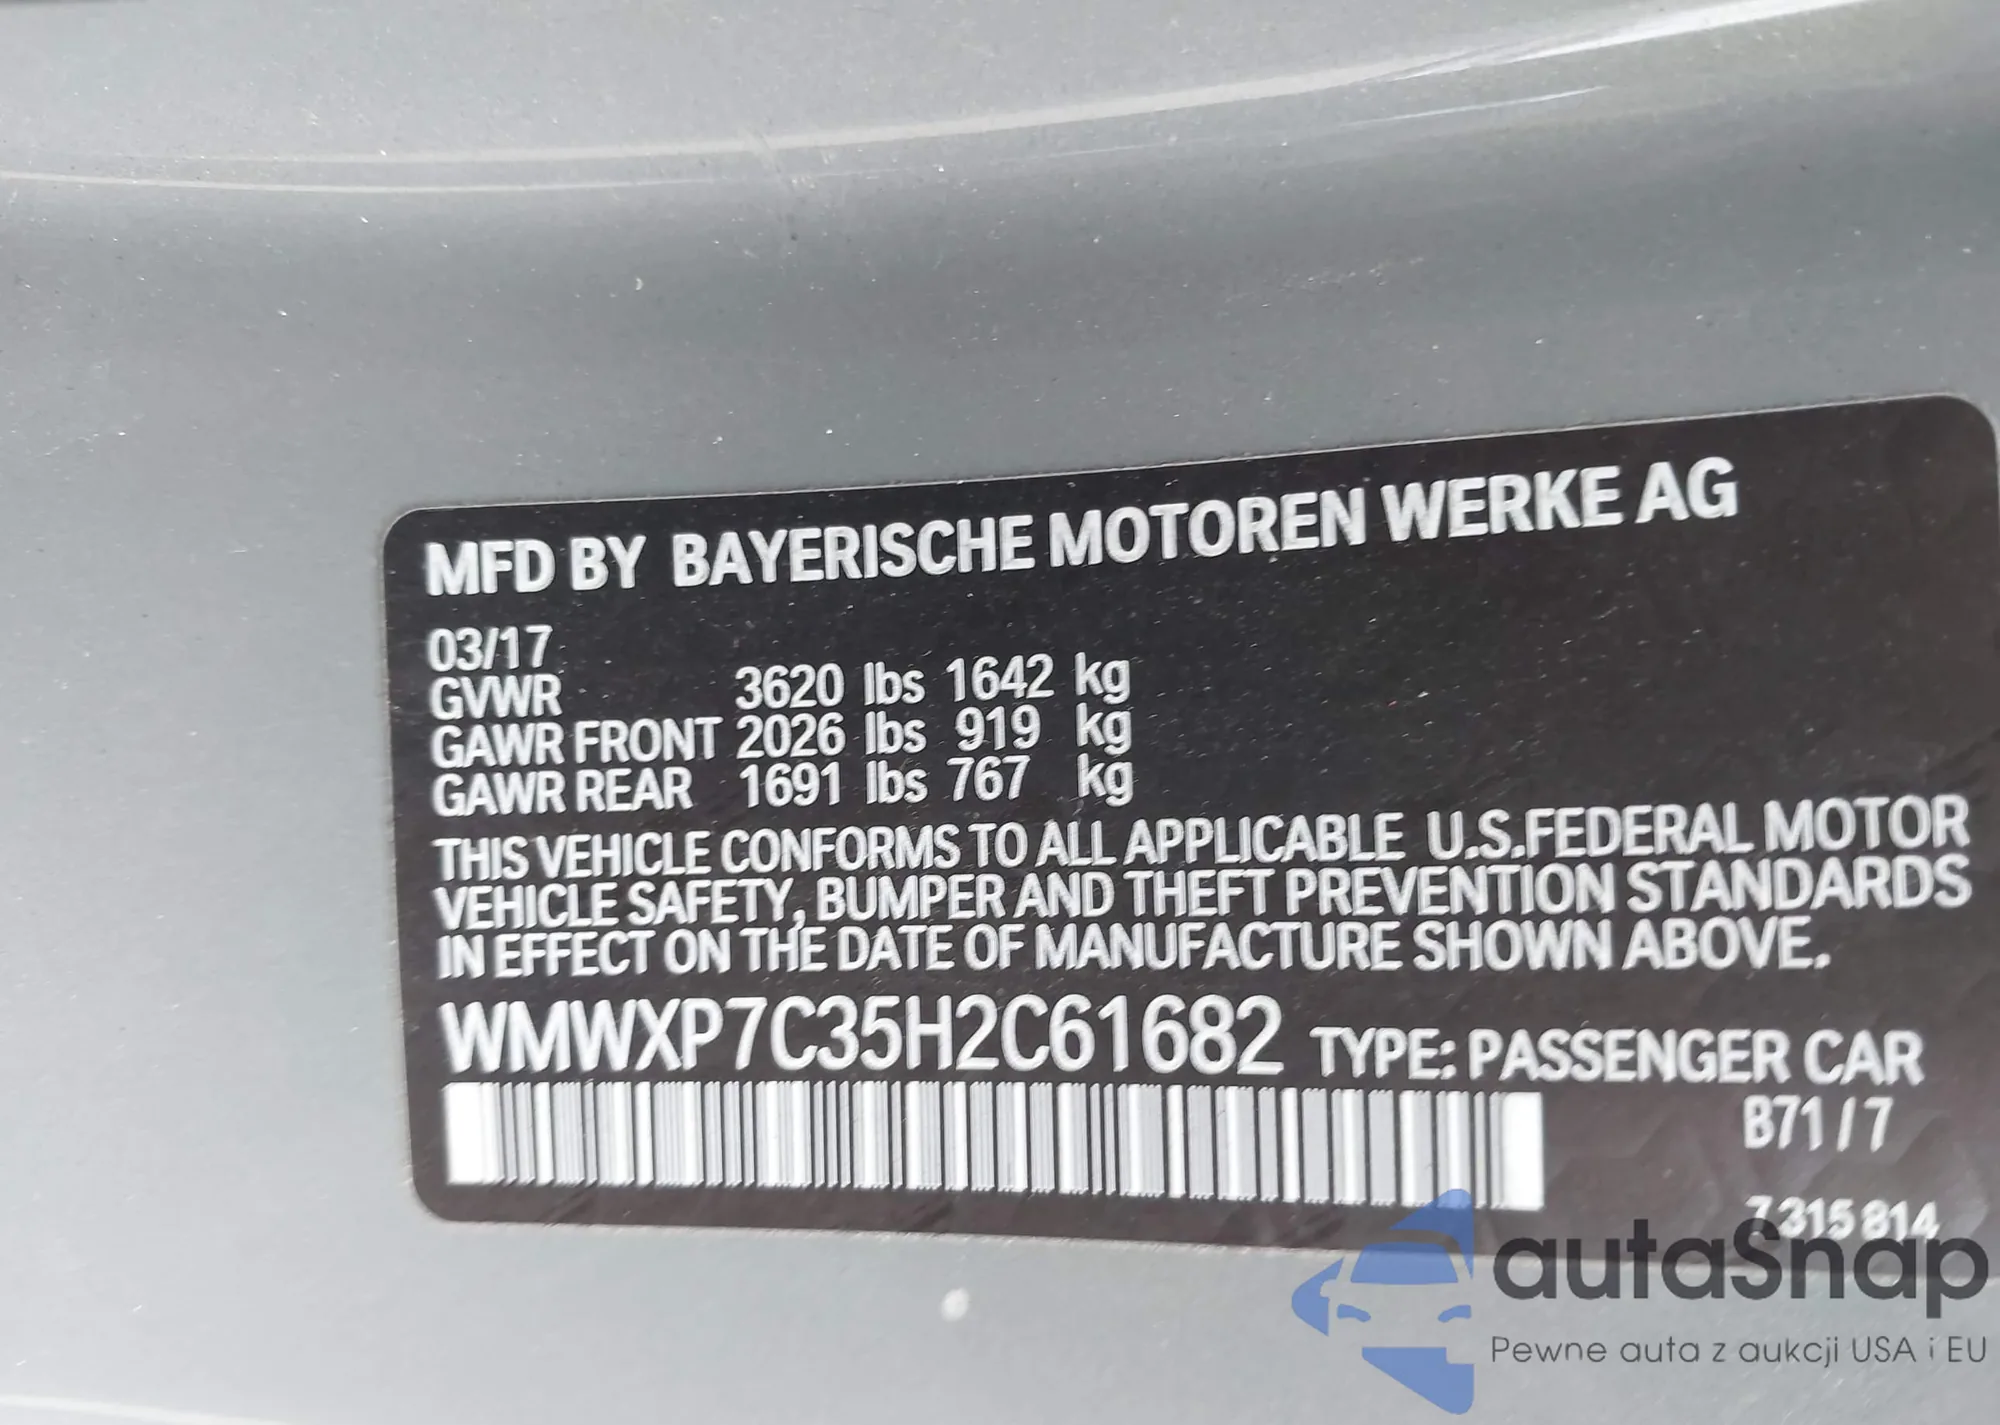 MFD BY BAYERISCHE MOTOREN WERKE AG
03/17
GVWR 3620 lbs 1642 kg
GAWR FRONT 2026 lbs 919 kg
GAWR REAR 1691 lbs 767 kg
THIS VEHICLE CONFORMS TO ALL APPLICABLE U.S.FEDERAL MOTOR
VEHICLE SAFETY, BUMPER AND THEFT PREVENTION STANDARDS
IN EFFECT ON THE DATE OF MANUFACTURE SHOWN ABOVE.
WMWXP7C35H2C61682 TYPE: PASSENGER CAR
B71/7
7315814
autaSnap
Pewne auta z aukcji USA i EU